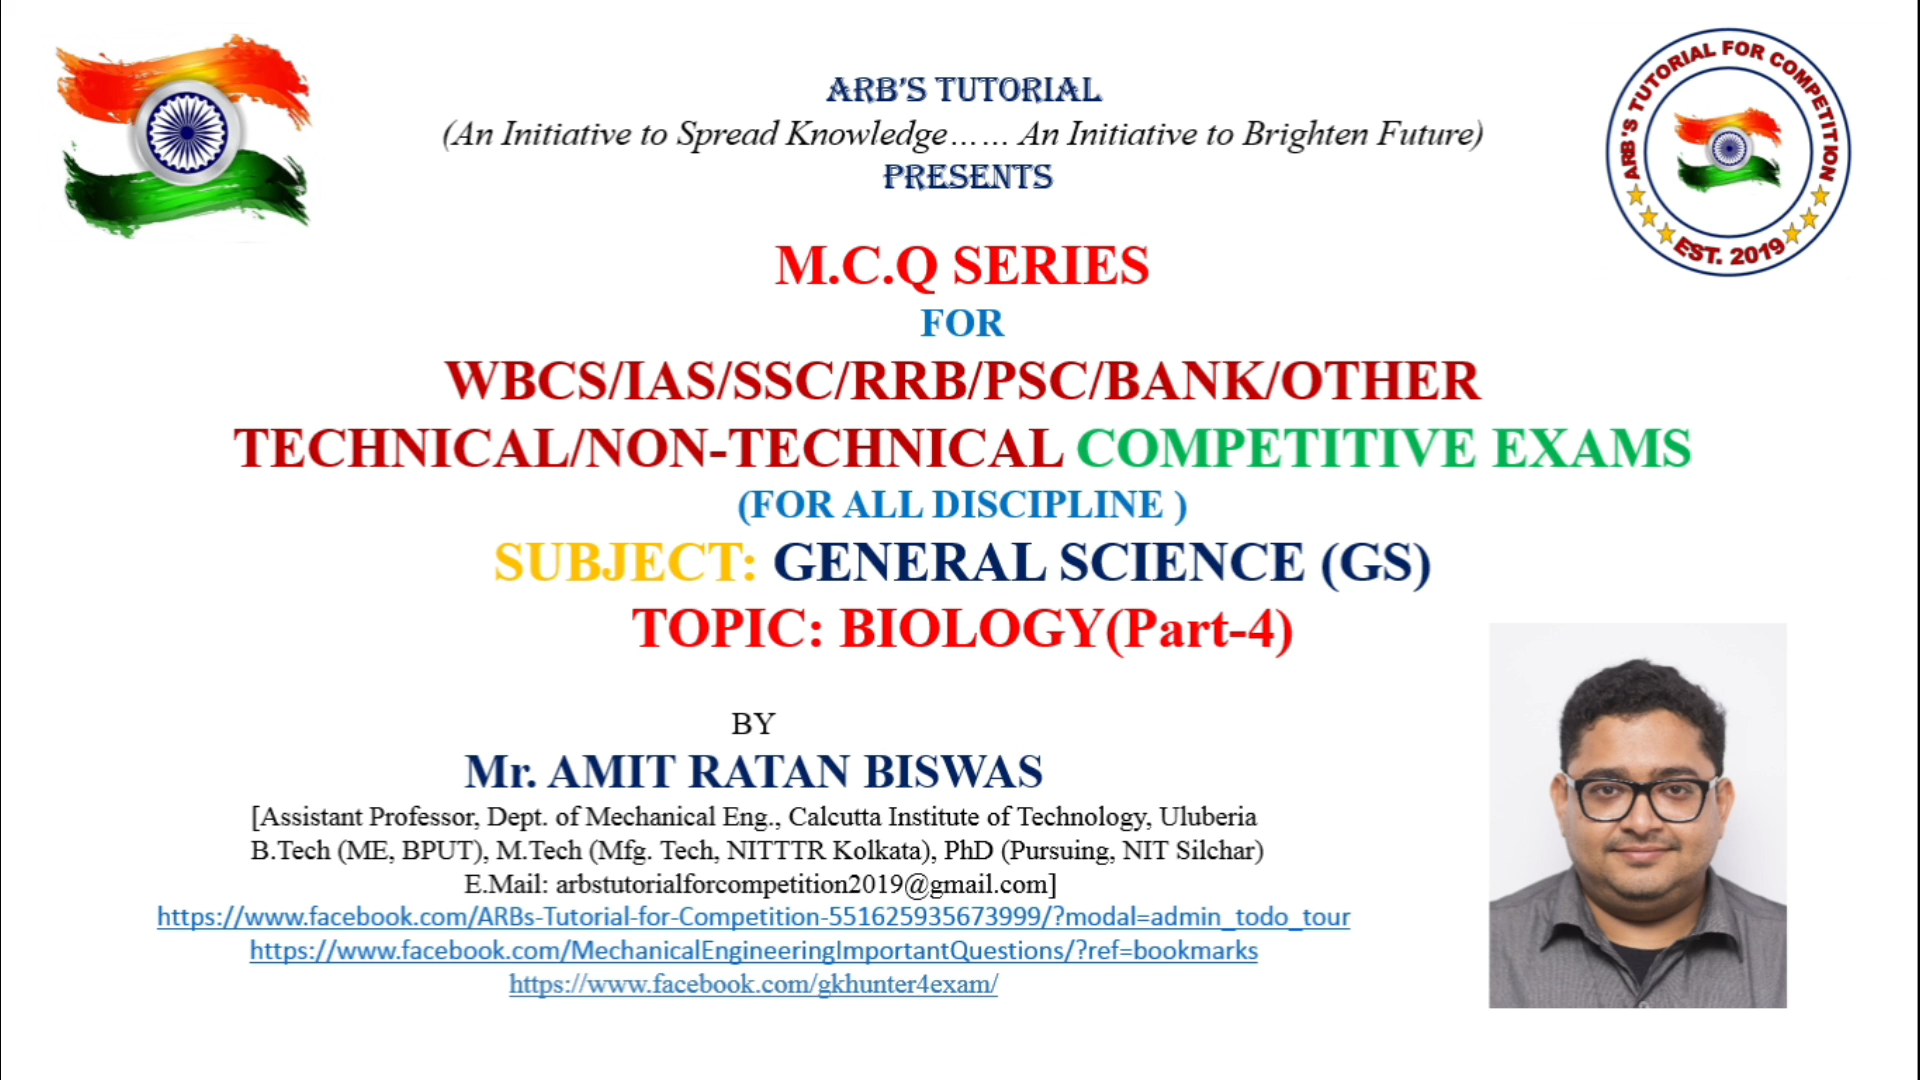 ARB'S TUTORIAL
(An Initiative to Spread Knowledge…… An Initiative to Brighten Future)
PRESENTS
ARB'S TUTORIAL FOR COMPETITION
EST. 2019
M.C.Q SERIES
FOR
WBCS/IAS/SSC/RRB/PSC/BANK/OTHER
TECHNICAL/NON-TECHNICAL COMPETITIVE EXAMS
(FOR ALL DISCIPLINE )
SUBJECT: GENERAL SCIENCE (GS)
TOPIC: BIOLOGY(Part-4)
BY
Mr. AMIT RATAN BISWAS
[Assistant Professor, Dept. of Mechanical Eng., Calcutta Institute of Technology, Uluberia
B.Tech (ME, BPUT), M.Tech (Mfg. Tech, NITTTR Kolkata), PhD (Pursuing, NIT Silchar)
E.Mail: arbstutorialforcompetition2019@gmail.com]
https://www.facebook.com/ARBs-Tutorial-for-Competition-551625935673999/?modal=admin_todo_tour
https://www.facebook.com/MechanicalEngineeringImportantQuestions/?ref=bookmarks
https://www.facebook.com/gkhunter4exam/